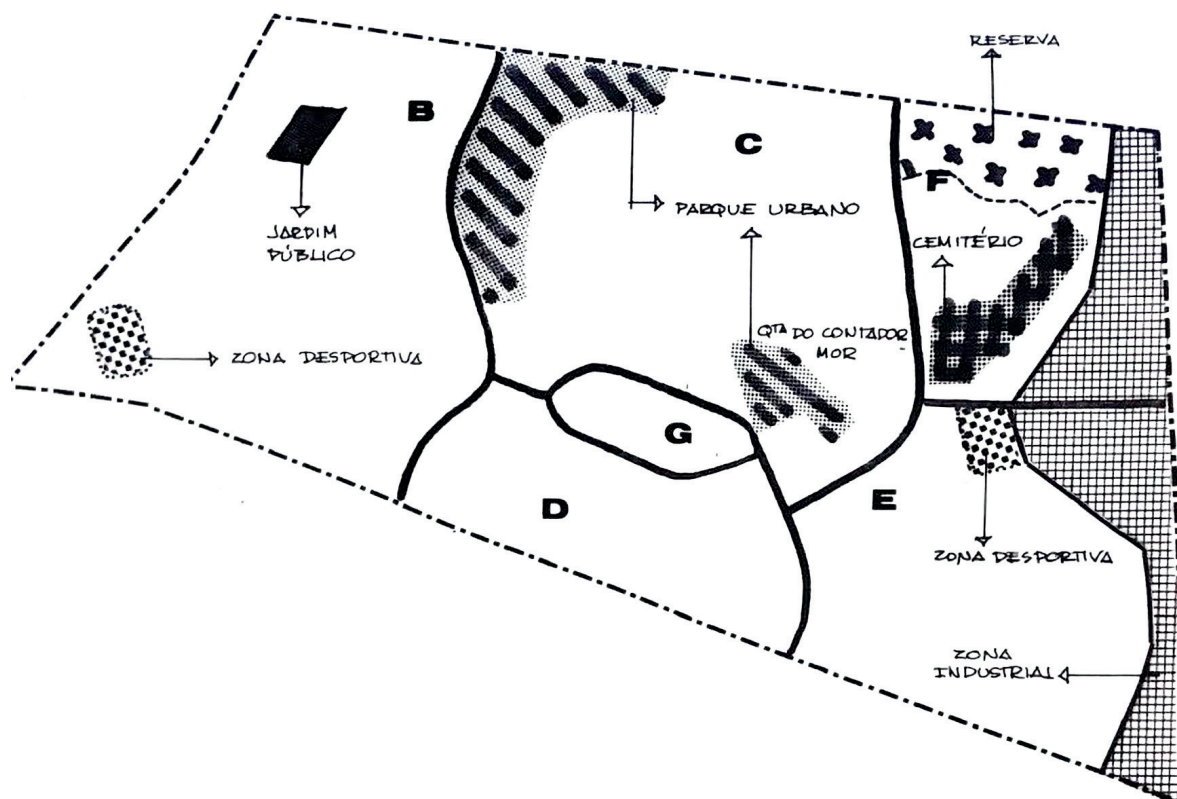 RESERVA
B
C
F
JARDIM
PÚBLICO
PARQUE URBANO
CEMITÉRIO
ZONA DESPORTIVA
QTA DO CONTADOR
MOR
G
D
E
ZONA DESPORTIVA
ZONA
INDUSTRIAL